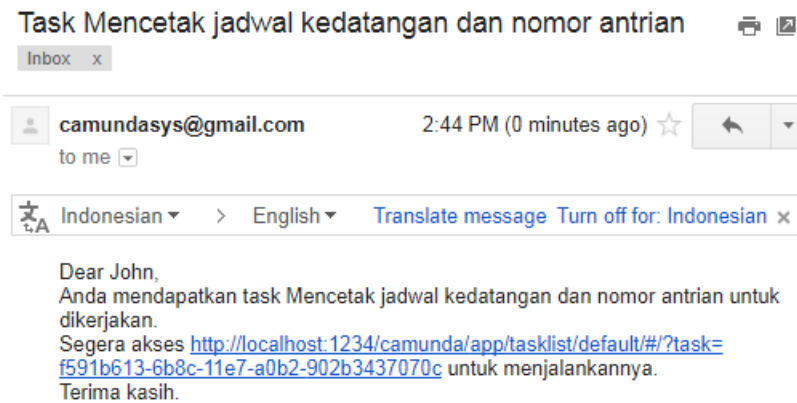 Task Mencetak jadwal kedatangan dan nomor antrian
Inbox x
camundasys@gmail.com 2:44 PM (0 minutes ago)
to me
Indonesian > English Translate message Turn off for: Indonesian x
Dear John,
Anda mendapatkan task Mencetak jadwal kedatangan dan nomor antrian untuk
dikerjakan.
Segera akses http://localhost:1234/camunda/app/tasklist/default/#/?task=
f591b613-6b8c-11e7-a0b2-902b3437070c untuk menjalankannya.
Terima kasih.